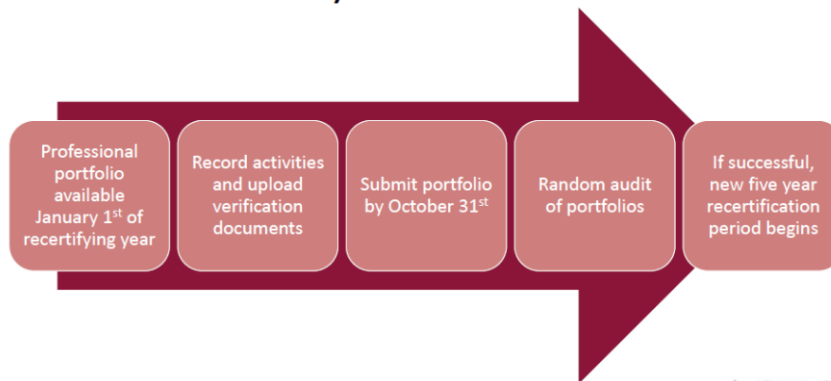 Professional
portfolio
available
January 1st of
recertifying year
Record activities
and upload
verification
documents
Submit portfolio
by October 31st
Random audit
of portfolios
If successful,
new five year
recertification
period begins